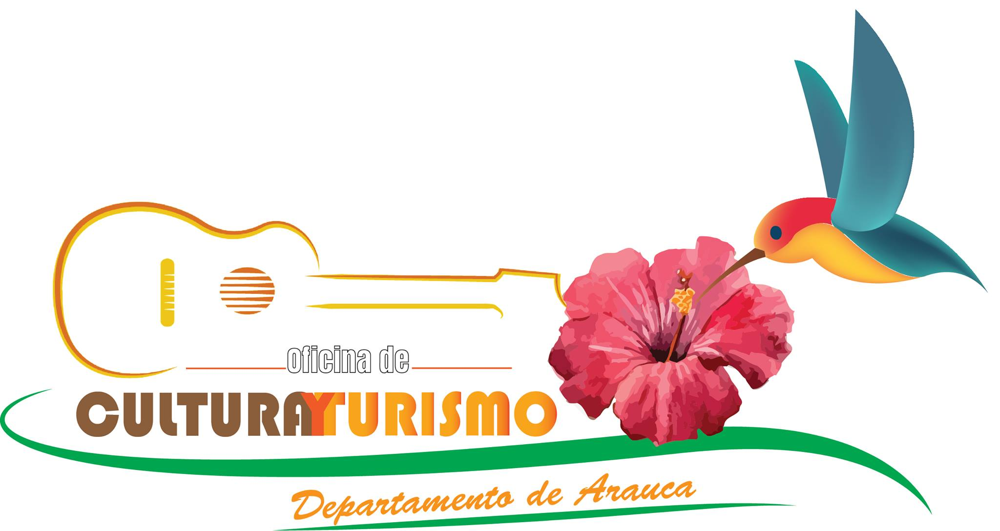 Oficina de
CULTURAYTURISMO
Departamento de Arauca